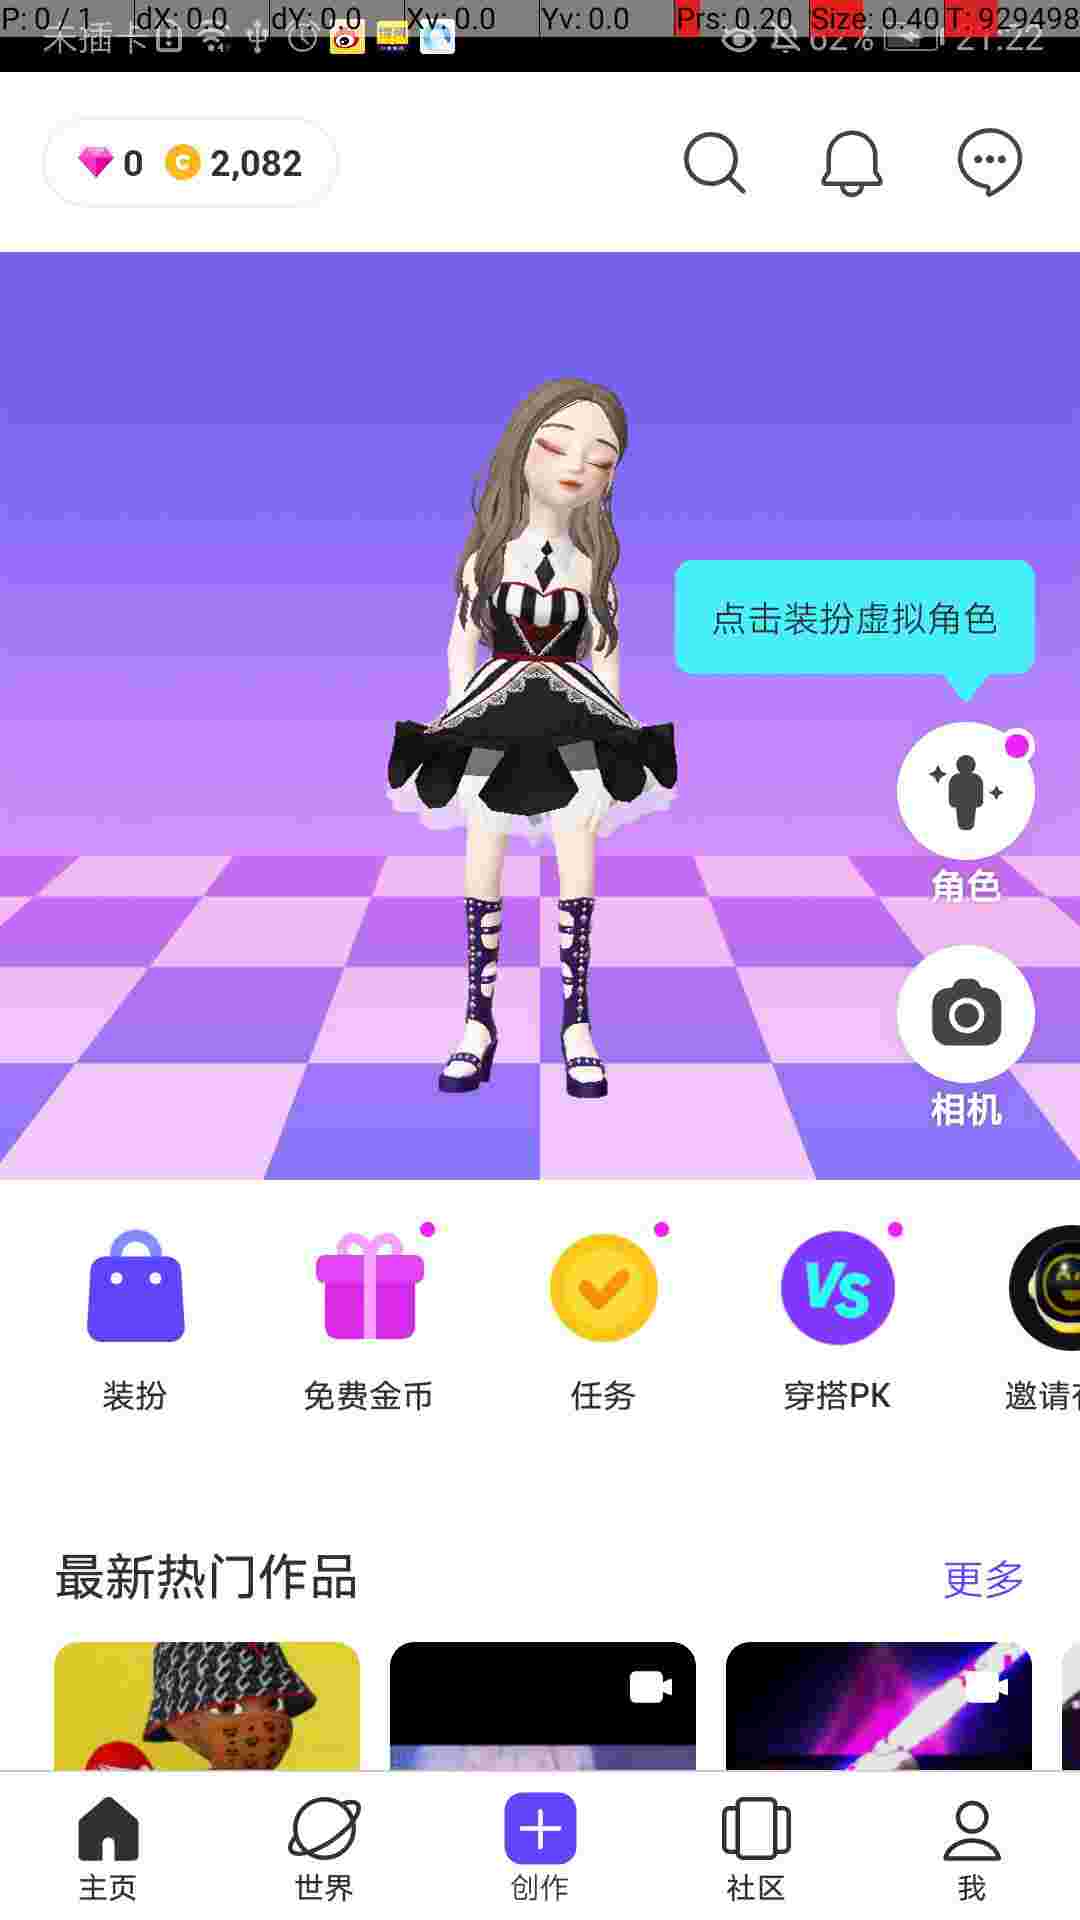 P: 0 / 1 dX: 0.0 dY: 0.0 Xv: 0.0 Yv: 0.0 Prs: 0.20 Size: 0.40 T: 929498
未插卡 62% 21:22
0 2,082
点击装扮虚拟角色
角色
相机
VS
装扮 免费金币 任务 穿搭PK 邀请
最新热门作品 更多
主页 世界 创作 社区 我